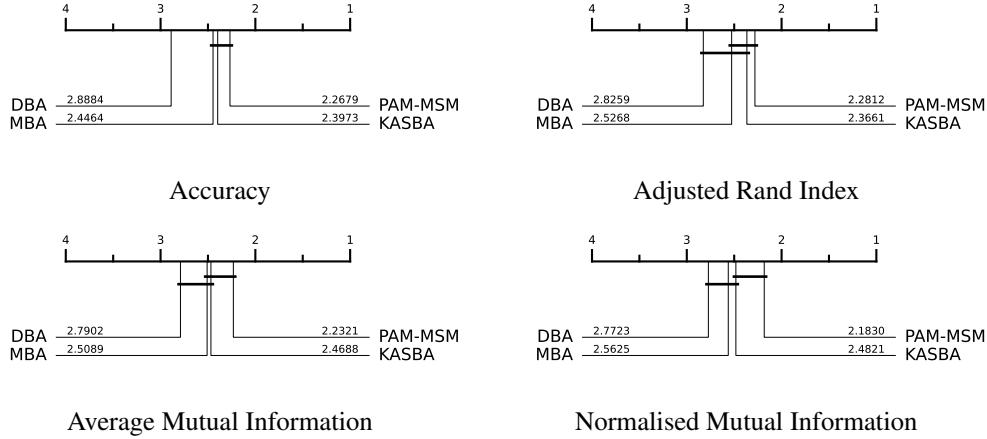 4 3 2 1
DBA 2.8884 2.2679 PAM-MSM
MBA 2.4464 2.3973 KASBA
Accuracy
4 3 2 1
DBA 2.8259 2.2812 PAM-MSM
MBA 2.5268 2.3661 KASBA
Adjusted Rand Index
4 3 2 1
DBA 2.7902 2.2321 PAM-MSM
MBA 2.5089 2.4688 KASBA
Average Mutual Information
4 3 2 1
DBA 2.7723 2.1830 PAM-MSM
MBA 2.5625 2.4821 KASBA
Normalised Mutual Information